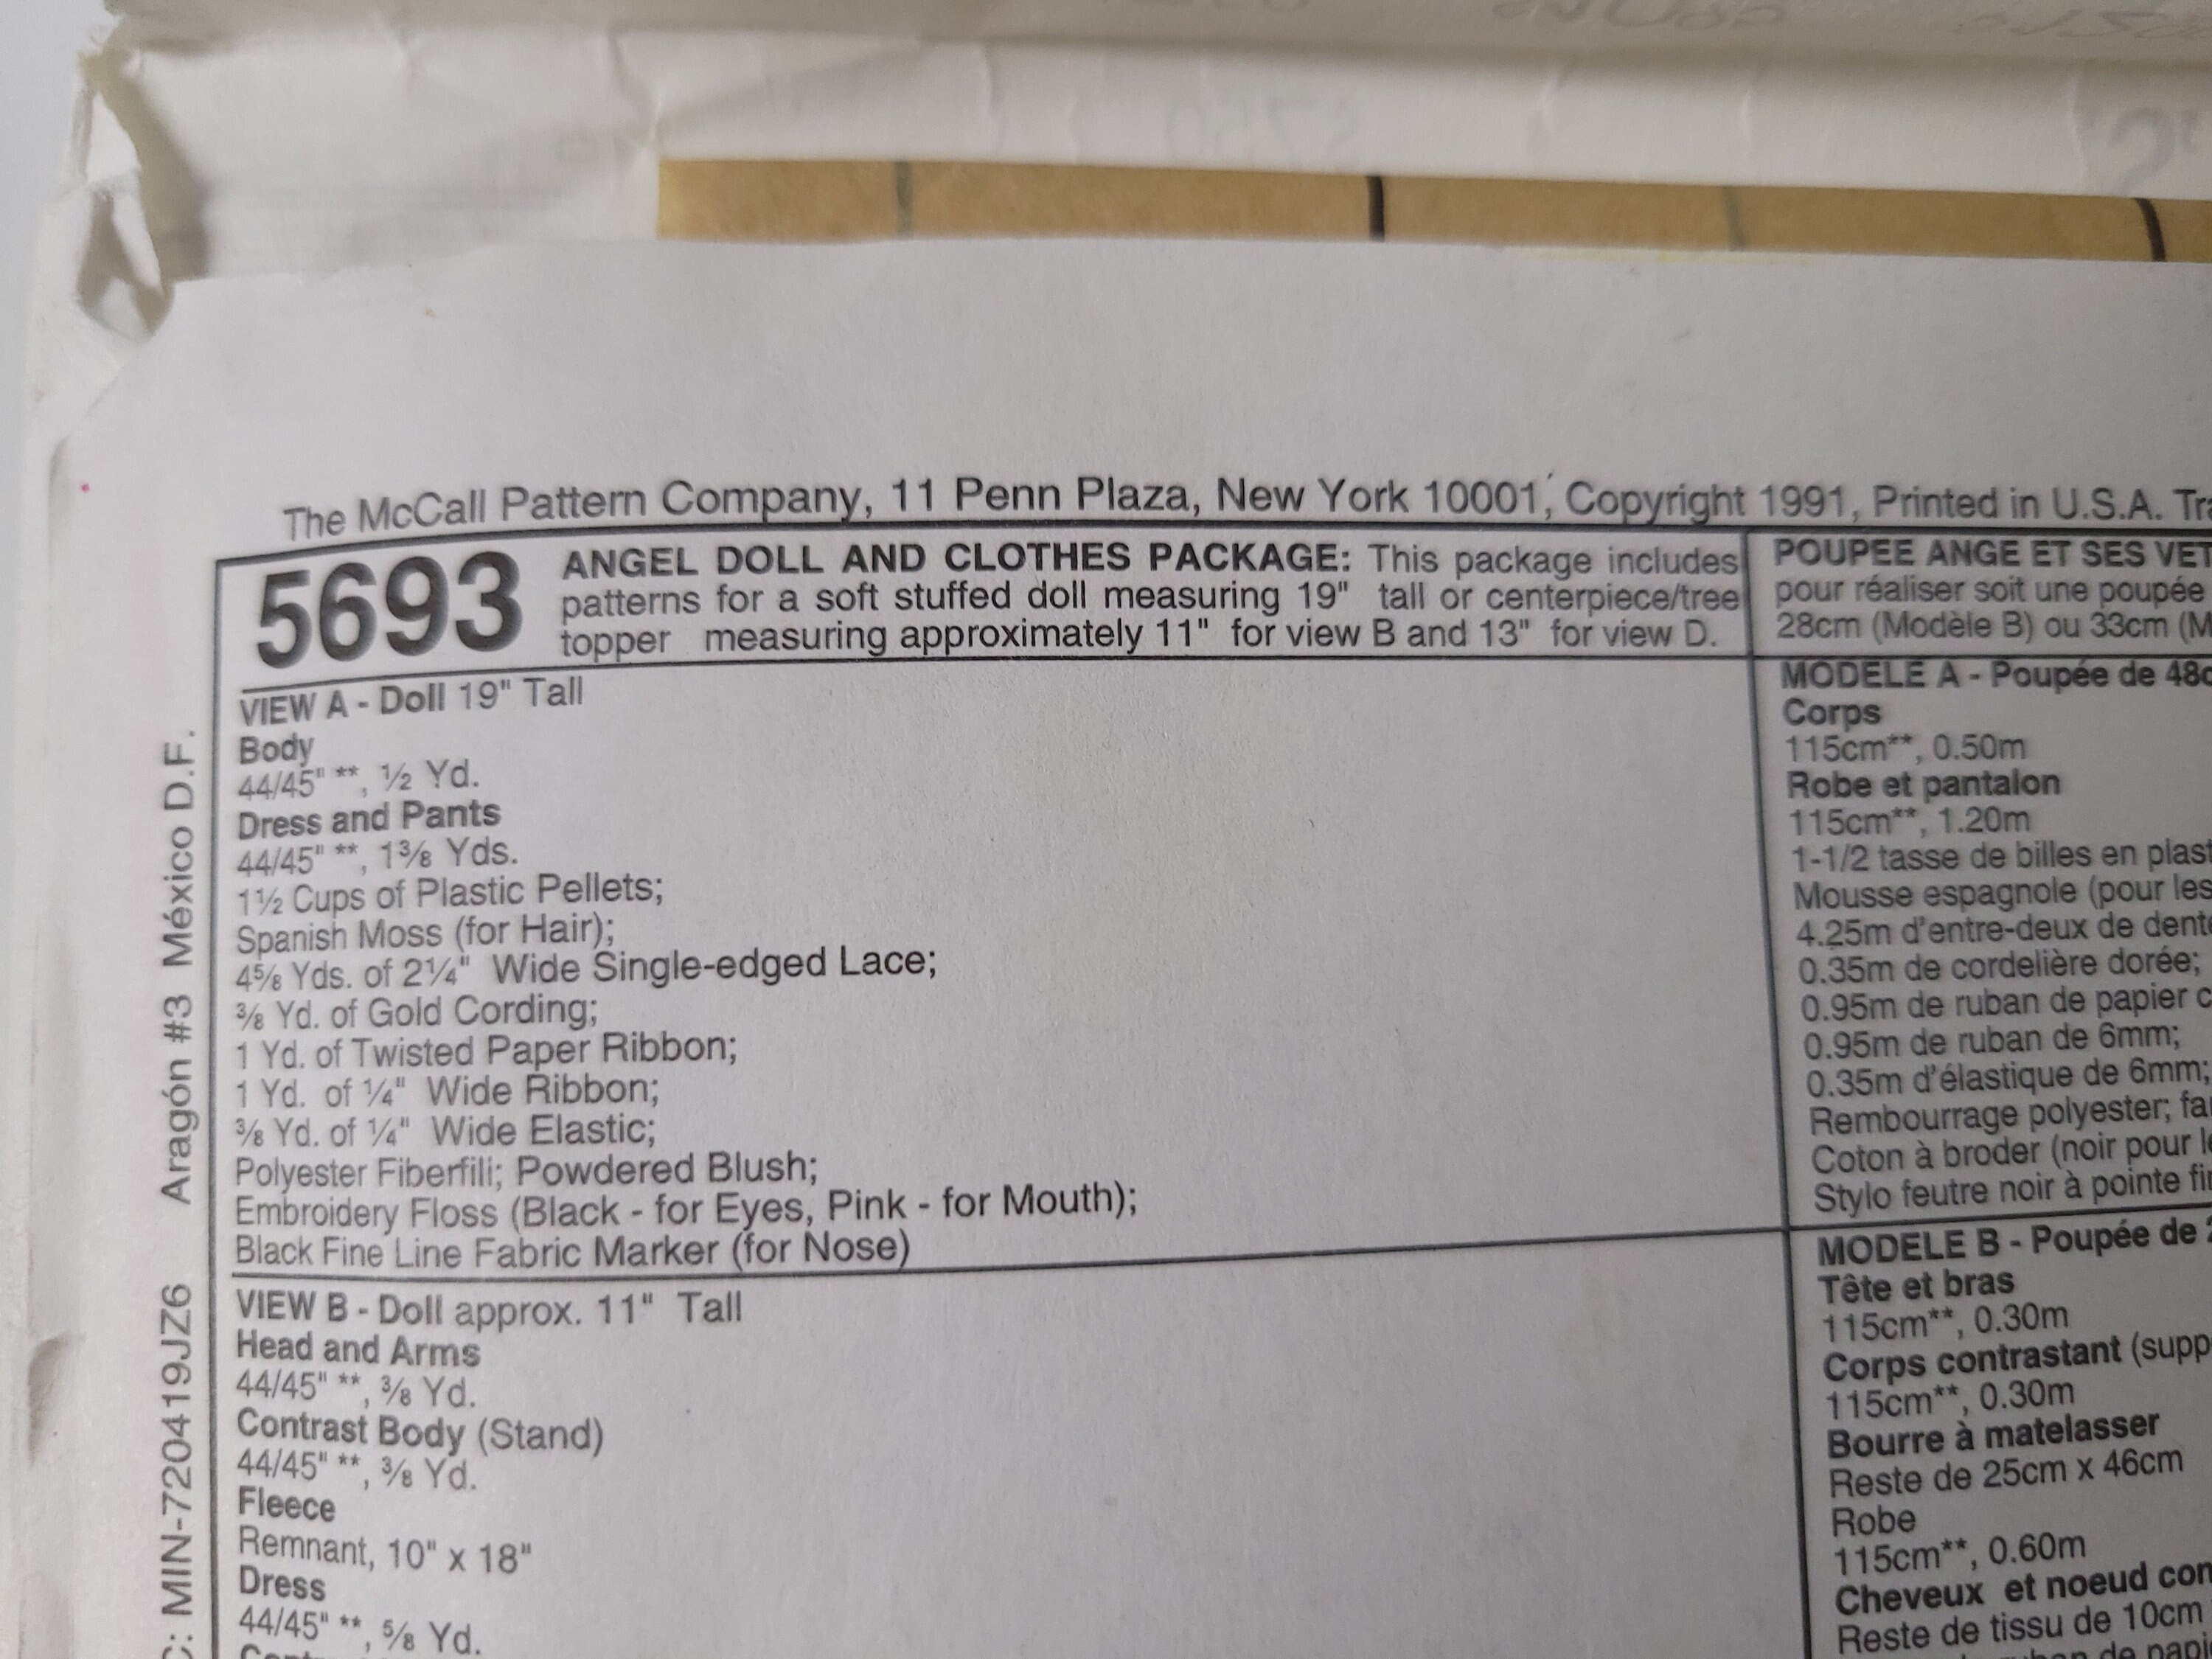 The McCall Pattern Company, 11 Penn Plaza, New York 10001, Copyright 1991, Printed in U.S.A.
5693
ANGEL DOLL AND CLOTHES PACKAGE: This package includes
patterns for a soft stuffed doll measuring 19" tall or centerpiece/tree
topper measuring approximately 11" for view B and 13" for view D.
VIEW A - Doll 19" Tall
Body
44/45" **, ½ Yd.
Dress and Pants
44/45" **, 1⅜ Yds.
1½ Cups of Plastic Pellets;
Spanish Moss (for Hair);
4⅝ Yds. of 2¼" Wide Single-edged Lace;
⅜ Yd. of Gold Cording;
1 Yd. of Twisted Paper Ribbon;
1 Yd. of ¼" Wide Ribbon;
⅜ Yd. of ¼" Wide Elastic;
Polyester Fiberfili; Powdered Blush;
Embroidery Floss (Black - for Eyes, Pink - for Mouth);
Black Fine Line Fabric Marker (for Nose)
VIEW B - Doll approx. 11" Tall
Head and Arms
44/45" **, ⅜ Yd.
Contrast Body (Stand)
44/45" **, ⅜ Yd.
Fleece
Remnant, 10" x 18"
Dress
44/45" **, ⅝ Yd.
POUPEE ANGE ET SES VET
pour réaliser soit une poupée
28cm (Modèle B) ou 33cm (M
MODELE A - Poupée de 48c
Corps
115cm**, 0.50m
Robe et pantalon
115cm**, 1.20m
1-1/2 tasse de billes en plast
Mousse espagnole (pour les
4.25m d'entre-deux de dente
0.35m de cordelière dorée;
0.95m de ruban de papier c
0.95m de ruban de 6mm;
0.35m d'élastique de 6mm;
Rembourrage polyester; fa
Coton à broder (noir pour le
Stylo feutre noir à pointe fi
MODELE B - Poupée de 2
Tête et bras
115cm**, 0.30m
Corps contrastant (supp
115cm**, 0.30m
Bourre à matelasser
Reste de 25cm x 46cm
Robe
115cm**, 0.60m
Cheveux et noeud con
Reste de tissu de 10cm
C: MIN-720419JZ6 Aragón #3 México D.F.